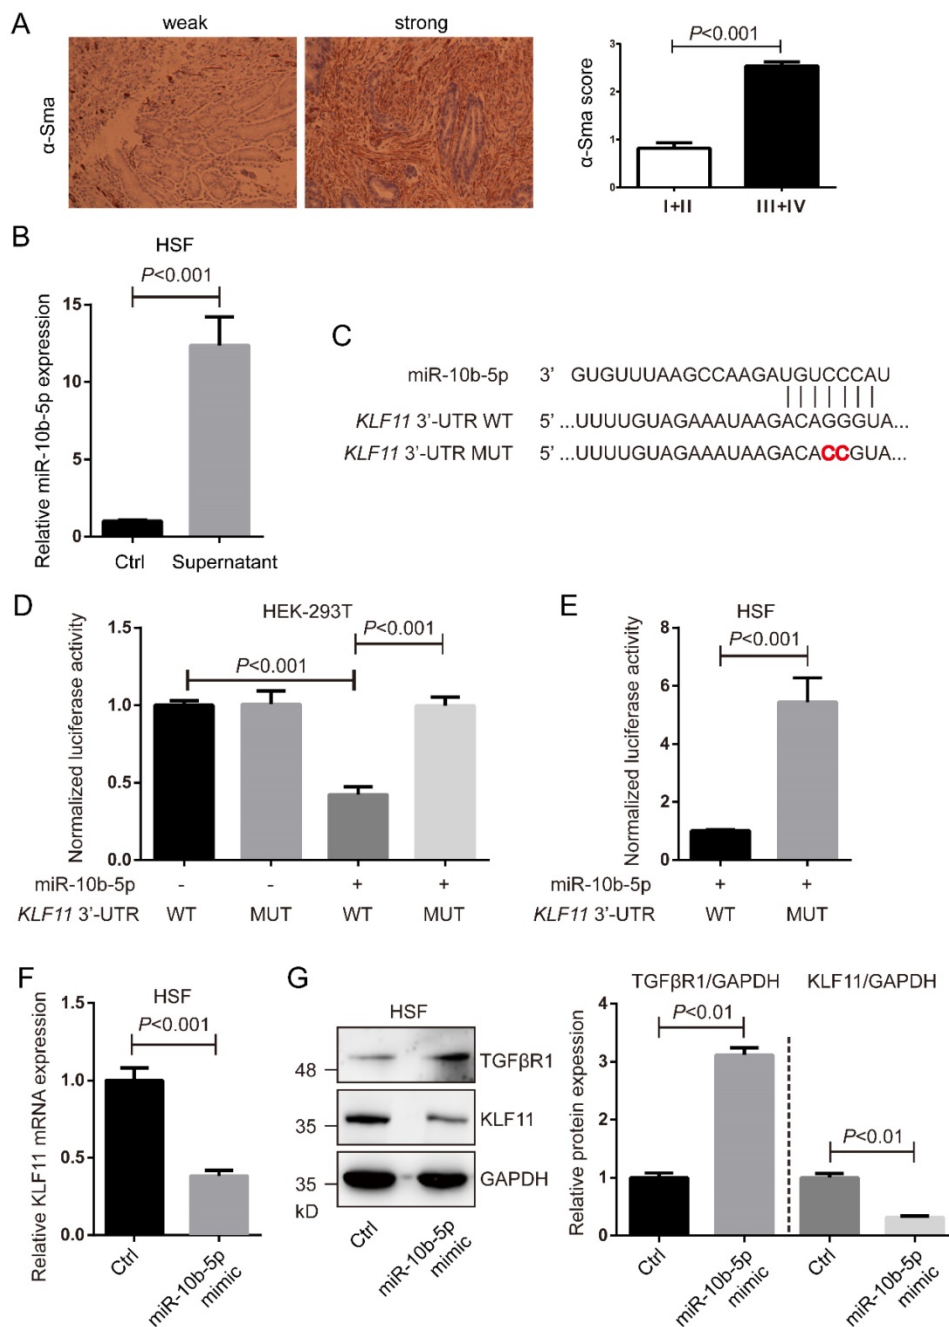 A
weak
strong
α-Sma
α-Sma score
3
2
1
0
P<0.001
I+II
III+IV
B
HSF
P<0.001
Relative miR-10b-5p expression
15
10
5
0
Ctrl
Supernatant
C
miR-10b-5p 3’ GUGUUUAAGCCAAGAUGUCCCAU
KLF11 3’-UTR WT 5’ ...UUUUGUAGAAAUAAGACAGGGUA...
KLF11 3’-UTR MUT 5’ ...UUUUGUAGAAAUAAGACACCGUA...
D
HEK-293T
P<0.001
P<0.001
Normalized luciferase activity
1.5
1.0
0.5
0.0
miR-10b-5p - - + +
KLF11 3’-UTR WT MUT WT MUT
E
HSF
P<0.001
Normalized luciferase activity
8
6
4
2
0
miR-10b-5p + +
KLF11 3’-UTR WT MUT
F
HSF
P<0.001
Relative KLF11 mRNA expression
1.5
1.0
0.5
0.0
Ctrl
miR-10b-5p
mimic
G
HSF
48
TGFβR1
35
KLF11
35
GAPDH
kD
Ctrl
miR-10b-5p
mimic
TGFβR1/GAPDH
KLF11/GAPDH
P<0.01
P<0.01
Relative protein expession
4
3
2
1
0
Ctrl
miR-10b-5p
mimic
Ctrl
miR-10b-5p
mimic